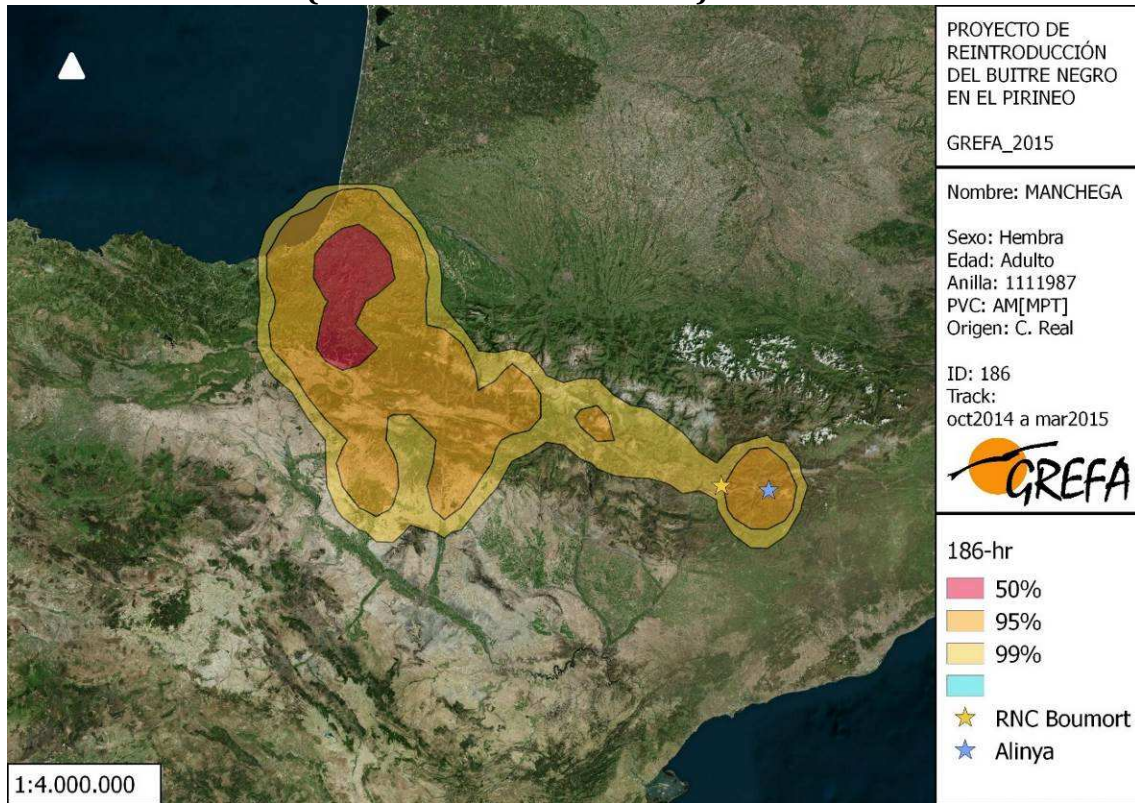 PROYECTO DE
REINTRODUCCIÓN
DEL BUITRE NEGRO
EN EL PIRINEO
GREFA_2015
Nombre: MANCHEGA
Sexo: Hembra
Edad: Adulto
Anilla: 1111987
PVC: AM[MPT]
Origen: C. Real
ID: 186
Track:
oct2014 a mar2015
GREFA
186-hr
50%
95%
99%
RNC Boumort
Alinya
1:4.000.000